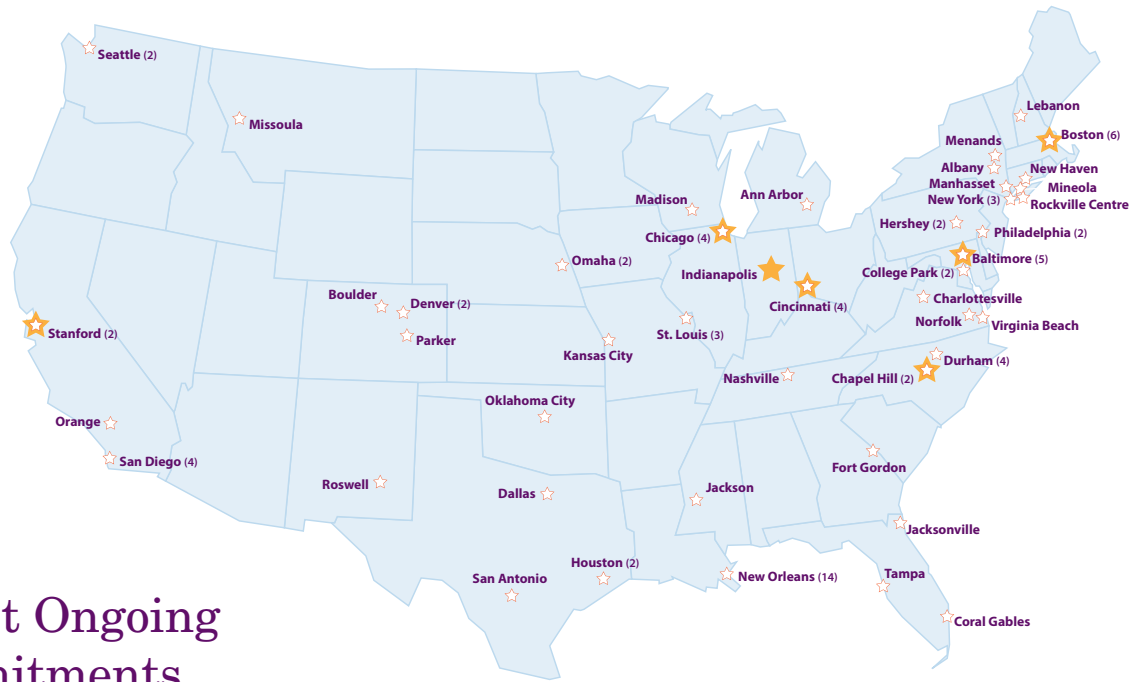 Seattle (2)
Missoula
Lebanon
Boston (6)
Menands
Albany
New Haven
Manhasset
Mineola
New York (3)
Rockville Centre
Madison
Ann Arbor
Hershey (2)
Philadelphia (2)
Chicago (4)
Omaha (2)
Indianapolis
Baltimore (5)
College Park (2)
Boulder
Denver (2)
Cincinnati (4)
Charlottesville
Stanford (2)
Parker
St. Louis (3)
Norfolk
Virginia Beach
Kansas City
Durham (4)
Nashville
Chapel Hill (2)
Oklahoma City
Orange
San Diego (4)
Fort Gordon
Roswell
Dallas
Jackson
Jacksonville
Houston (2)
San Antonio
New Orleans (14)
Tampa
Coral Gables
t Ongoing
mitments